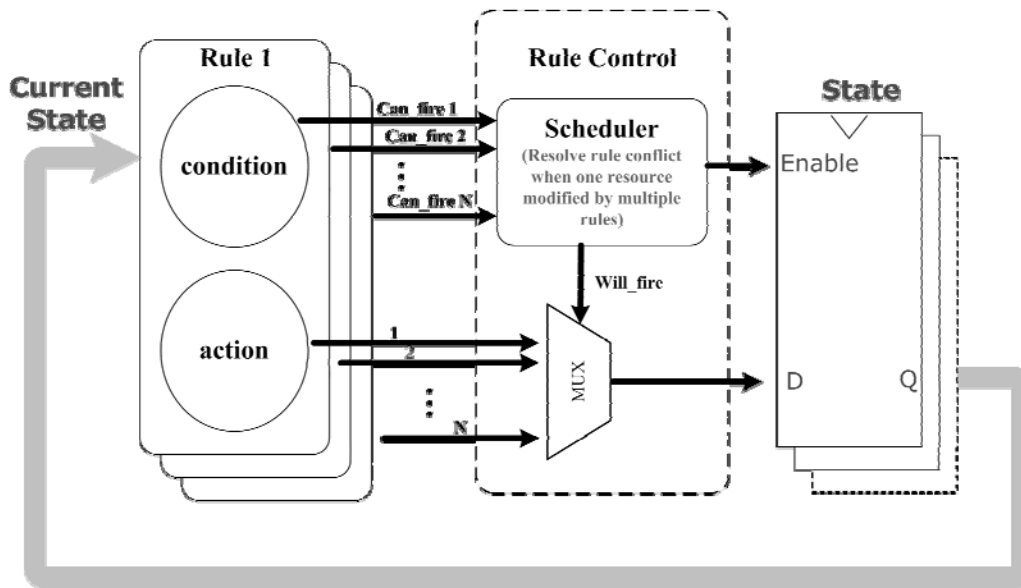 Rule 1
Rule Control
Current
State
State
Can_fire 1
Can_fire 2
Can_fire N
condition
Scheduler
(Resolve rule conflict
when one resource
modified by multiple
rules)
Enable
Will_fire
action
1
2
N
MUX
D
Q